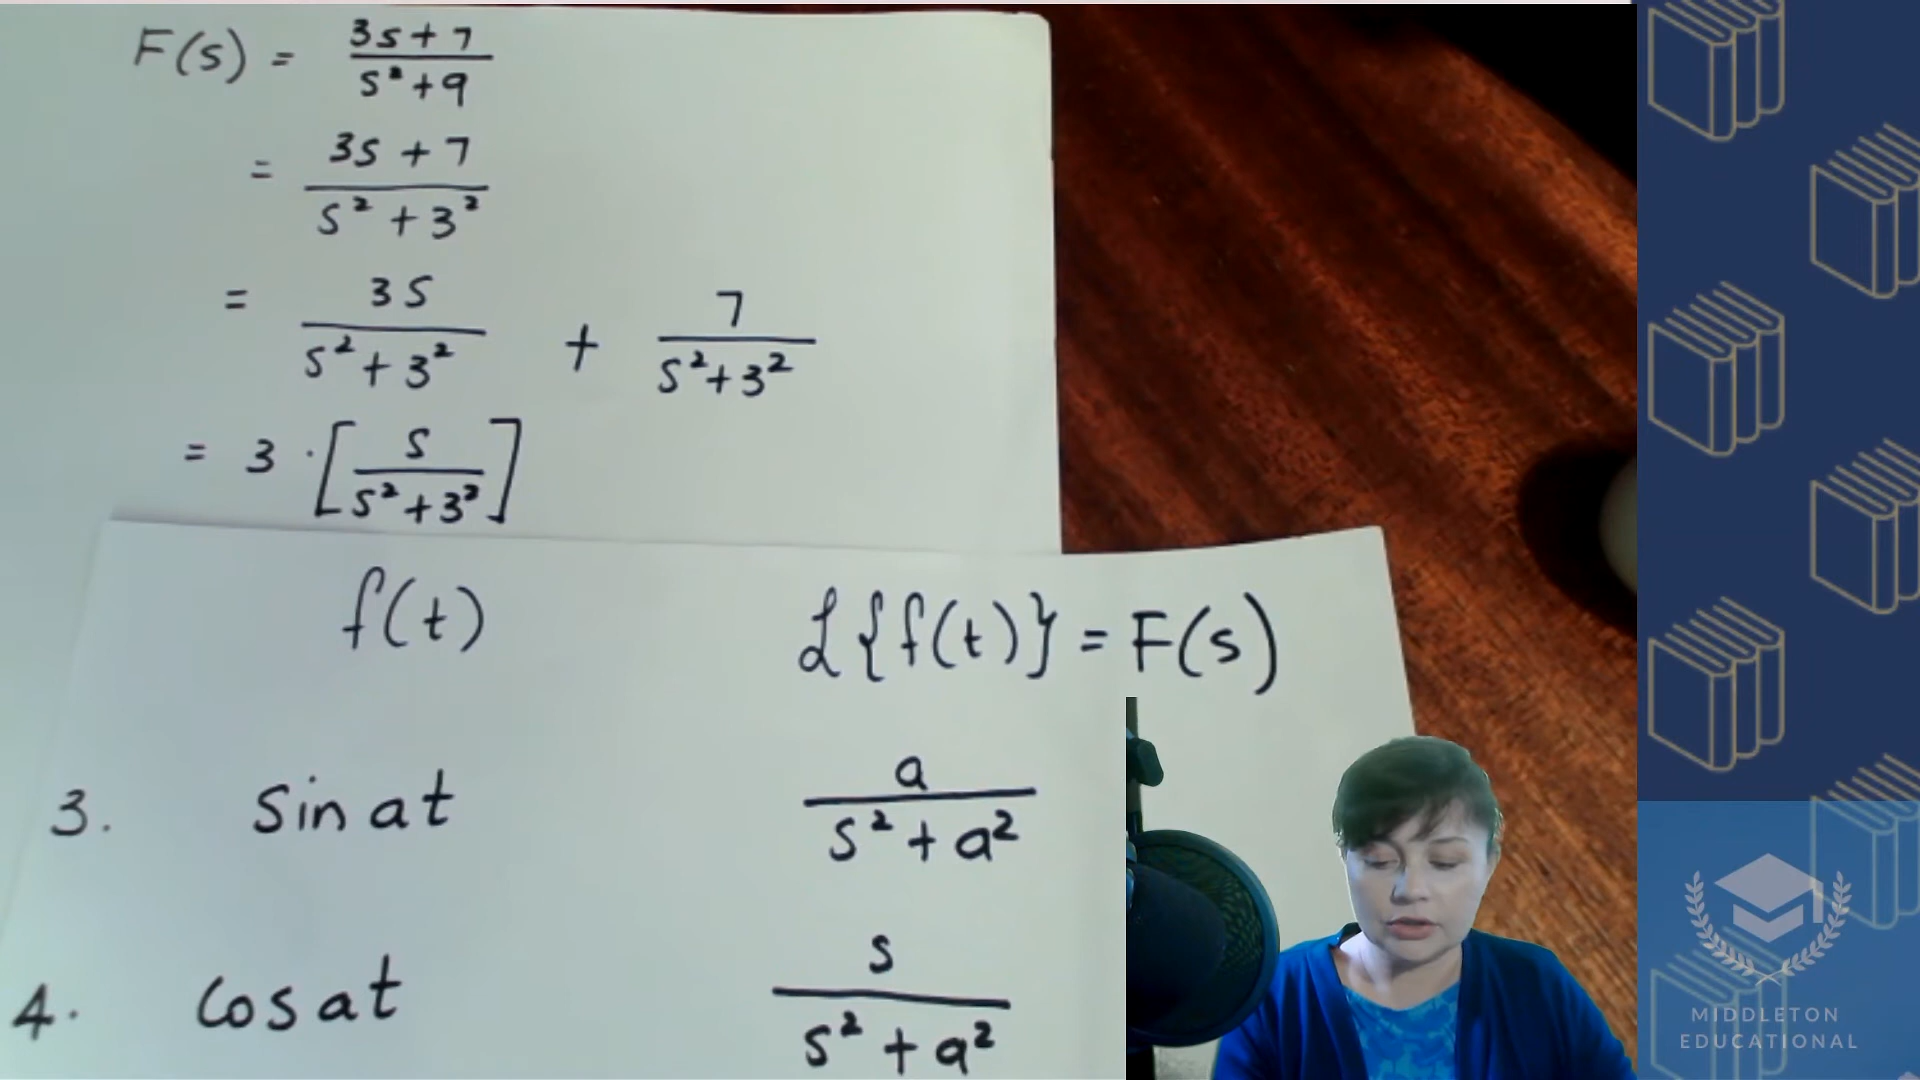 F(s) = 3s + 7 / s² + 9
= 3s + 7 / s² + 3²
= 3s / s² + 3² + 7 / s² + 3²
= 3 · [ s / s² + 3² ]
f(t) ℒ{f(t)} = F(s)
3. sin at a / s² + a²
4. cos at s / s² + a²
MIDDLETON
EDUCATIONAL